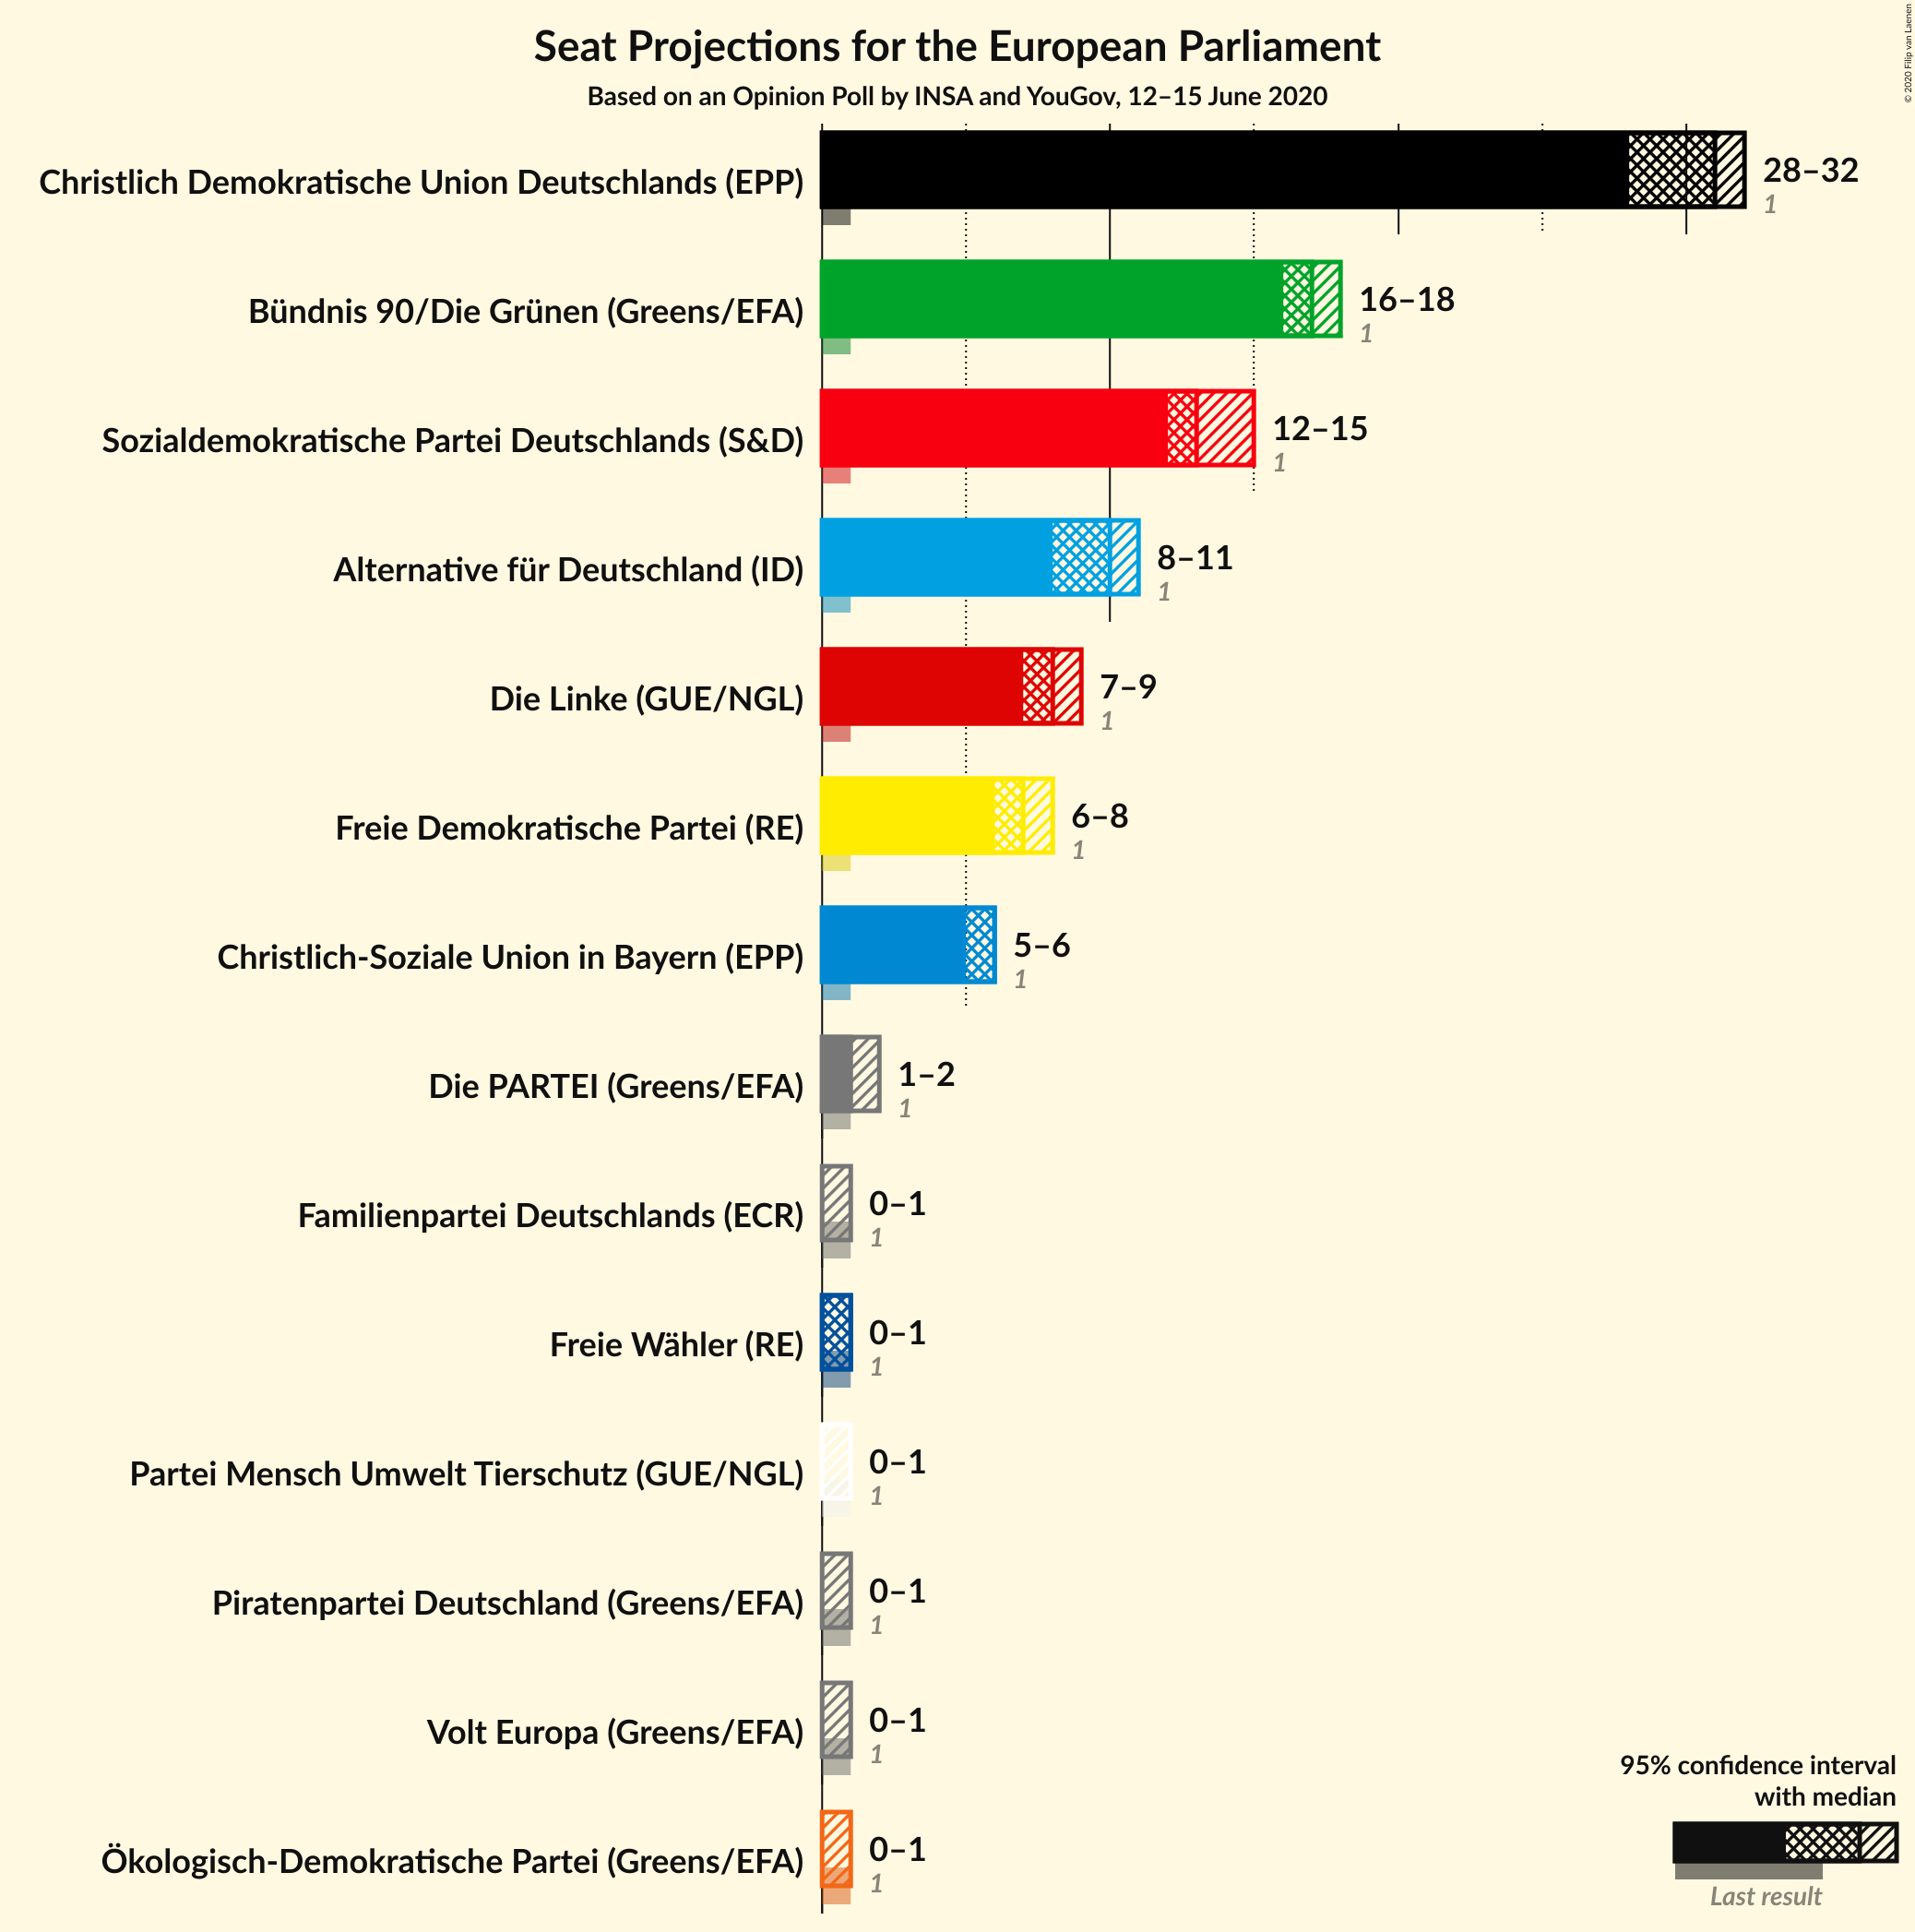 Seat Projections for the European Parliament
Based on an Opinion Poll by INSA and YouGov, 12–15 June 2020
© 2020 Filip van Laenen
Christlich Demokratische Union Deutschlands (EPP)
28–32
1
Bündnis 90/Die Grünen (Greens/EFA)
16–18
1
Sozialdemokratische Partei Deutschlands (S&D)
12–15
1
Alternative für Deutschland (ID)
8–11
1
Die Linke (GUE/NGL)
7–9
1
Freie Demokratische Partei (RE)
6–8
1
Christlich-Soziale Union in Bayern (EPP)
5–6
1
Die PARTEI (Greens/EFA)
1–2
1
Familienpartei Deutschlands (ECR)
0–1
1
Freie Wähler (RE)
0–1
1
Partei Mensch Umwelt Tierschutz (GUE/NGL)
0–1
1
Piratenpartei Deutschland (Greens/EFA)
0–1
1
Volt Europa (Greens/EFA)
0–1
1
Ökologisch-Demokratische Partei (Greens/EFA)
0–1
1
95% confidence interval
with median
Last result